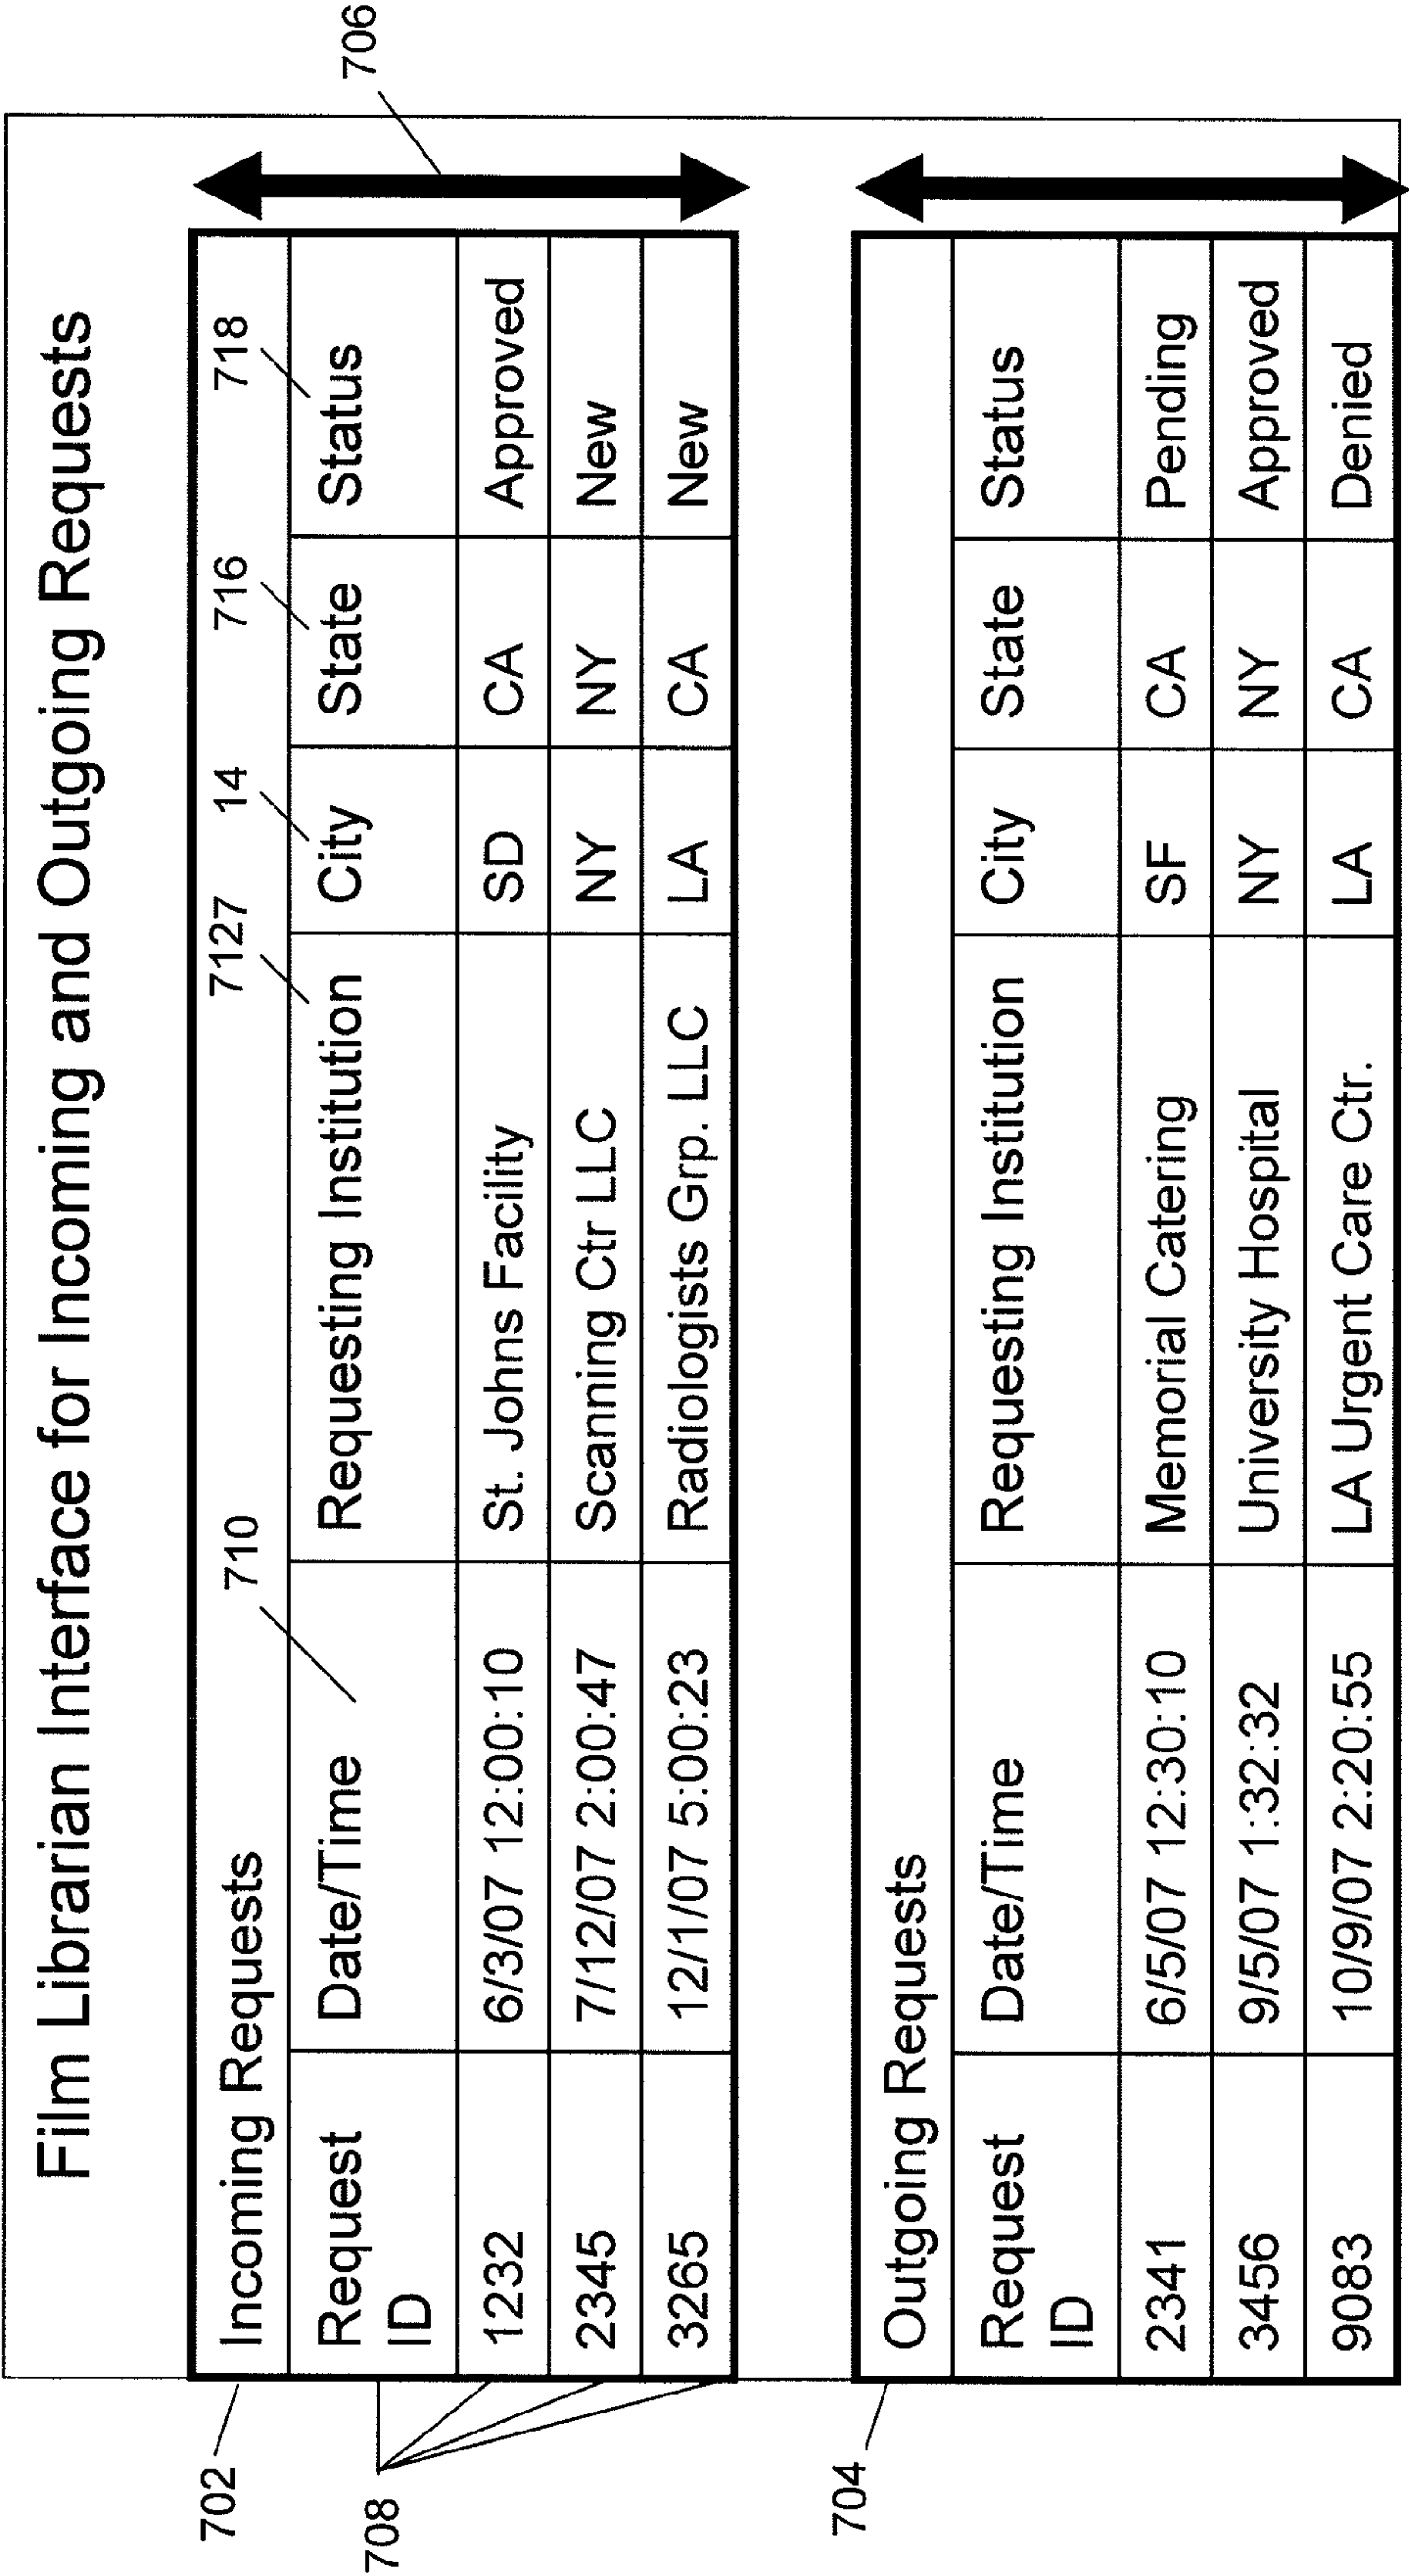 Film Librarian Interface for Incoming and Outgoing Requests
702
Incoming Requests 710 7127 14 716 718
Request ID Date/Time Requesting Institution City State Status
706
708
1232 6/3/07 12:00:10 St. Johns Facility SD CA Approved
2345 7/12/07 2:00:47 Scanning Ctr LLC NY NY New
3265 12/1/07 5:00:23 Radiologists Grp. LLC LA CA New
704
Outgoing Requests
Request ID Date/Time Requesting Institution City State Status
2341 6/5/07 12:30:10 Memorial Catering SF CA Pending
3456 9/5/07 1:32:32 University Hospital NY NY Approved
9083 10/9/07 2:20:55 LA Urgent Care Ctr. LA CA Denied